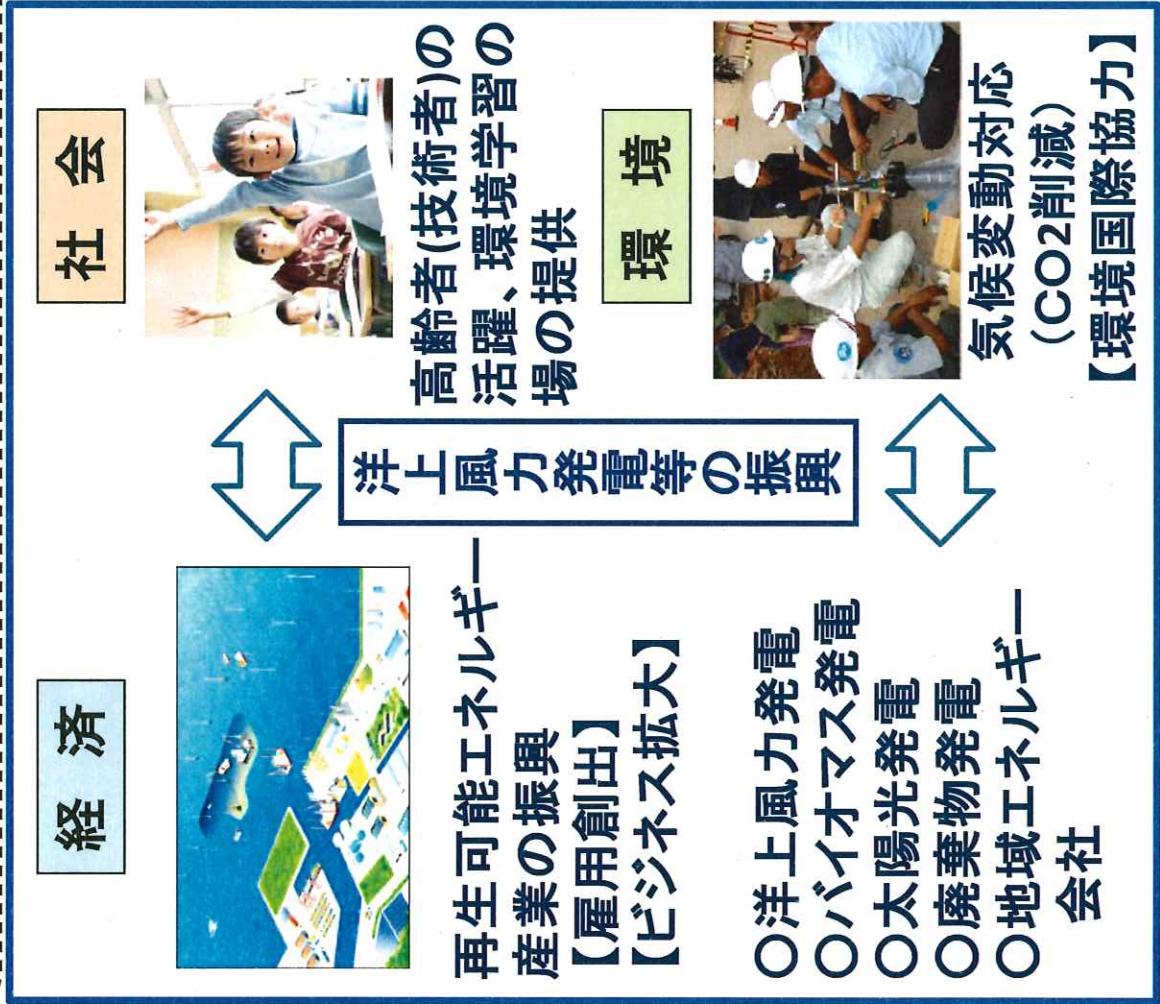 経済
再生可能エネルギー
産業の振興
【雇用創出】
【ビジネス拡大】
○洋上風力発電
○バイオマス発電
○太陽光発電
○廃棄物発電
○地域エネルギー
会社
洋上風力発電等の振興
社会
高齢者(技術者)の
活躍、環境学習の
場の提供
環境
気候変動対応
(CO2削減)
【環境国際協力】